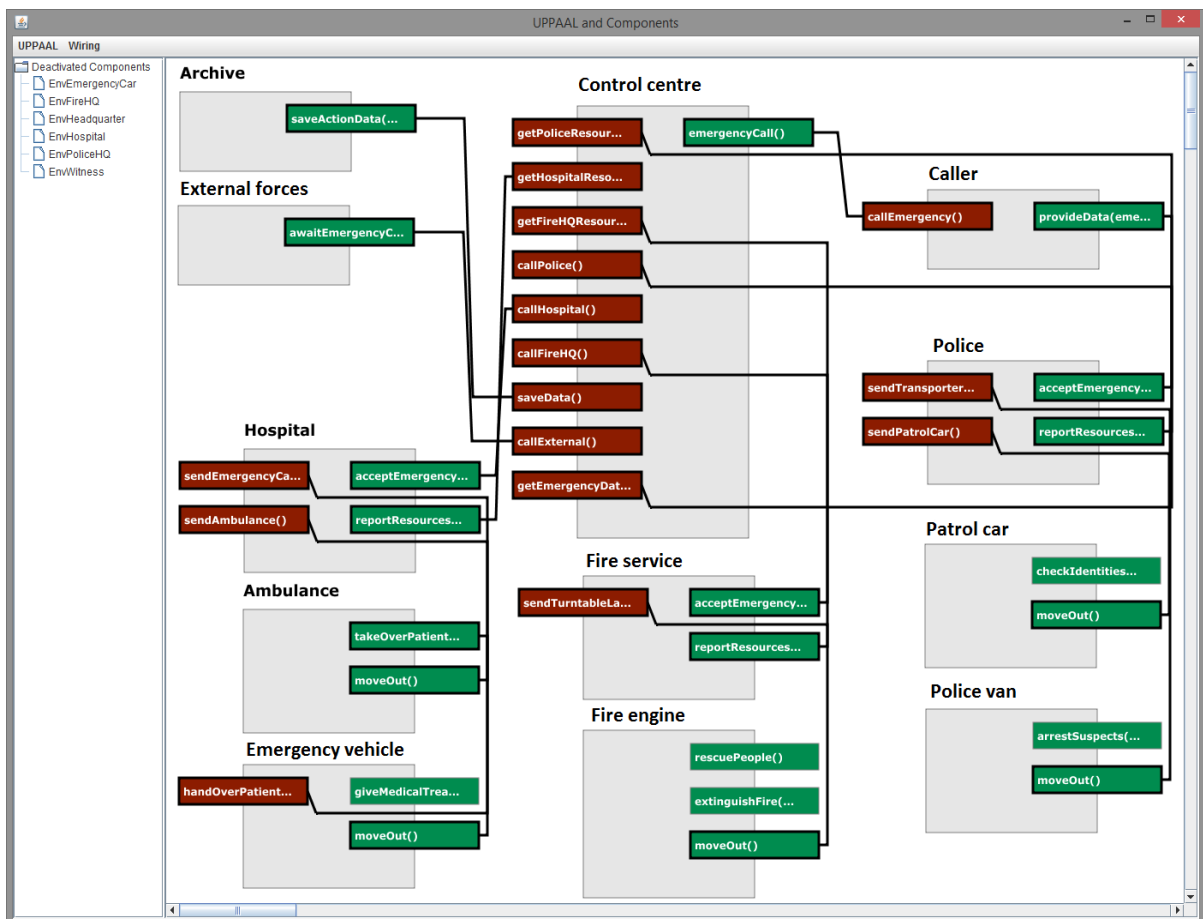 UPPAAL and Components
UPPAAL Wiring
Deactivated Components
EnvEmergencyCar
EnvFireHQ
EnvHeadquarter
EnvHospital
EnvPoliceHQ
EnvWitness
Archive
saveActionData(...
External forces
awaitEmergencyC...
Control centre
getPoliceResour...
emergencyCall()
getHospitalReso...
getFireHQResour...
callPolice()
callHospital()
callFireHQ()
saveData()
callExternal()
getEmergencyDat...
Caller
callEmergency()
provideData(eme...
Police
sendTransporter...
acceptEmergency...
sendPatrolCar()
reportResources...
Hospital
sendEmergencyCa...
acceptEmergency...
sendAmbulance()
reportResources...
Ambulance
takeOverPatient...
moveOut()
Emergency vehicle
handOverPatient...
giveMedicalTrea...
moveOut()
Fire service
sendTurntableLa...
acceptEmergency...
reportResources...
Fire engine
rescuePeople()
extinguishFire(...
moveOut()
Patrol car
checkIdentities...
moveOut()
Police van
arrestSuspects(...
moveOut()